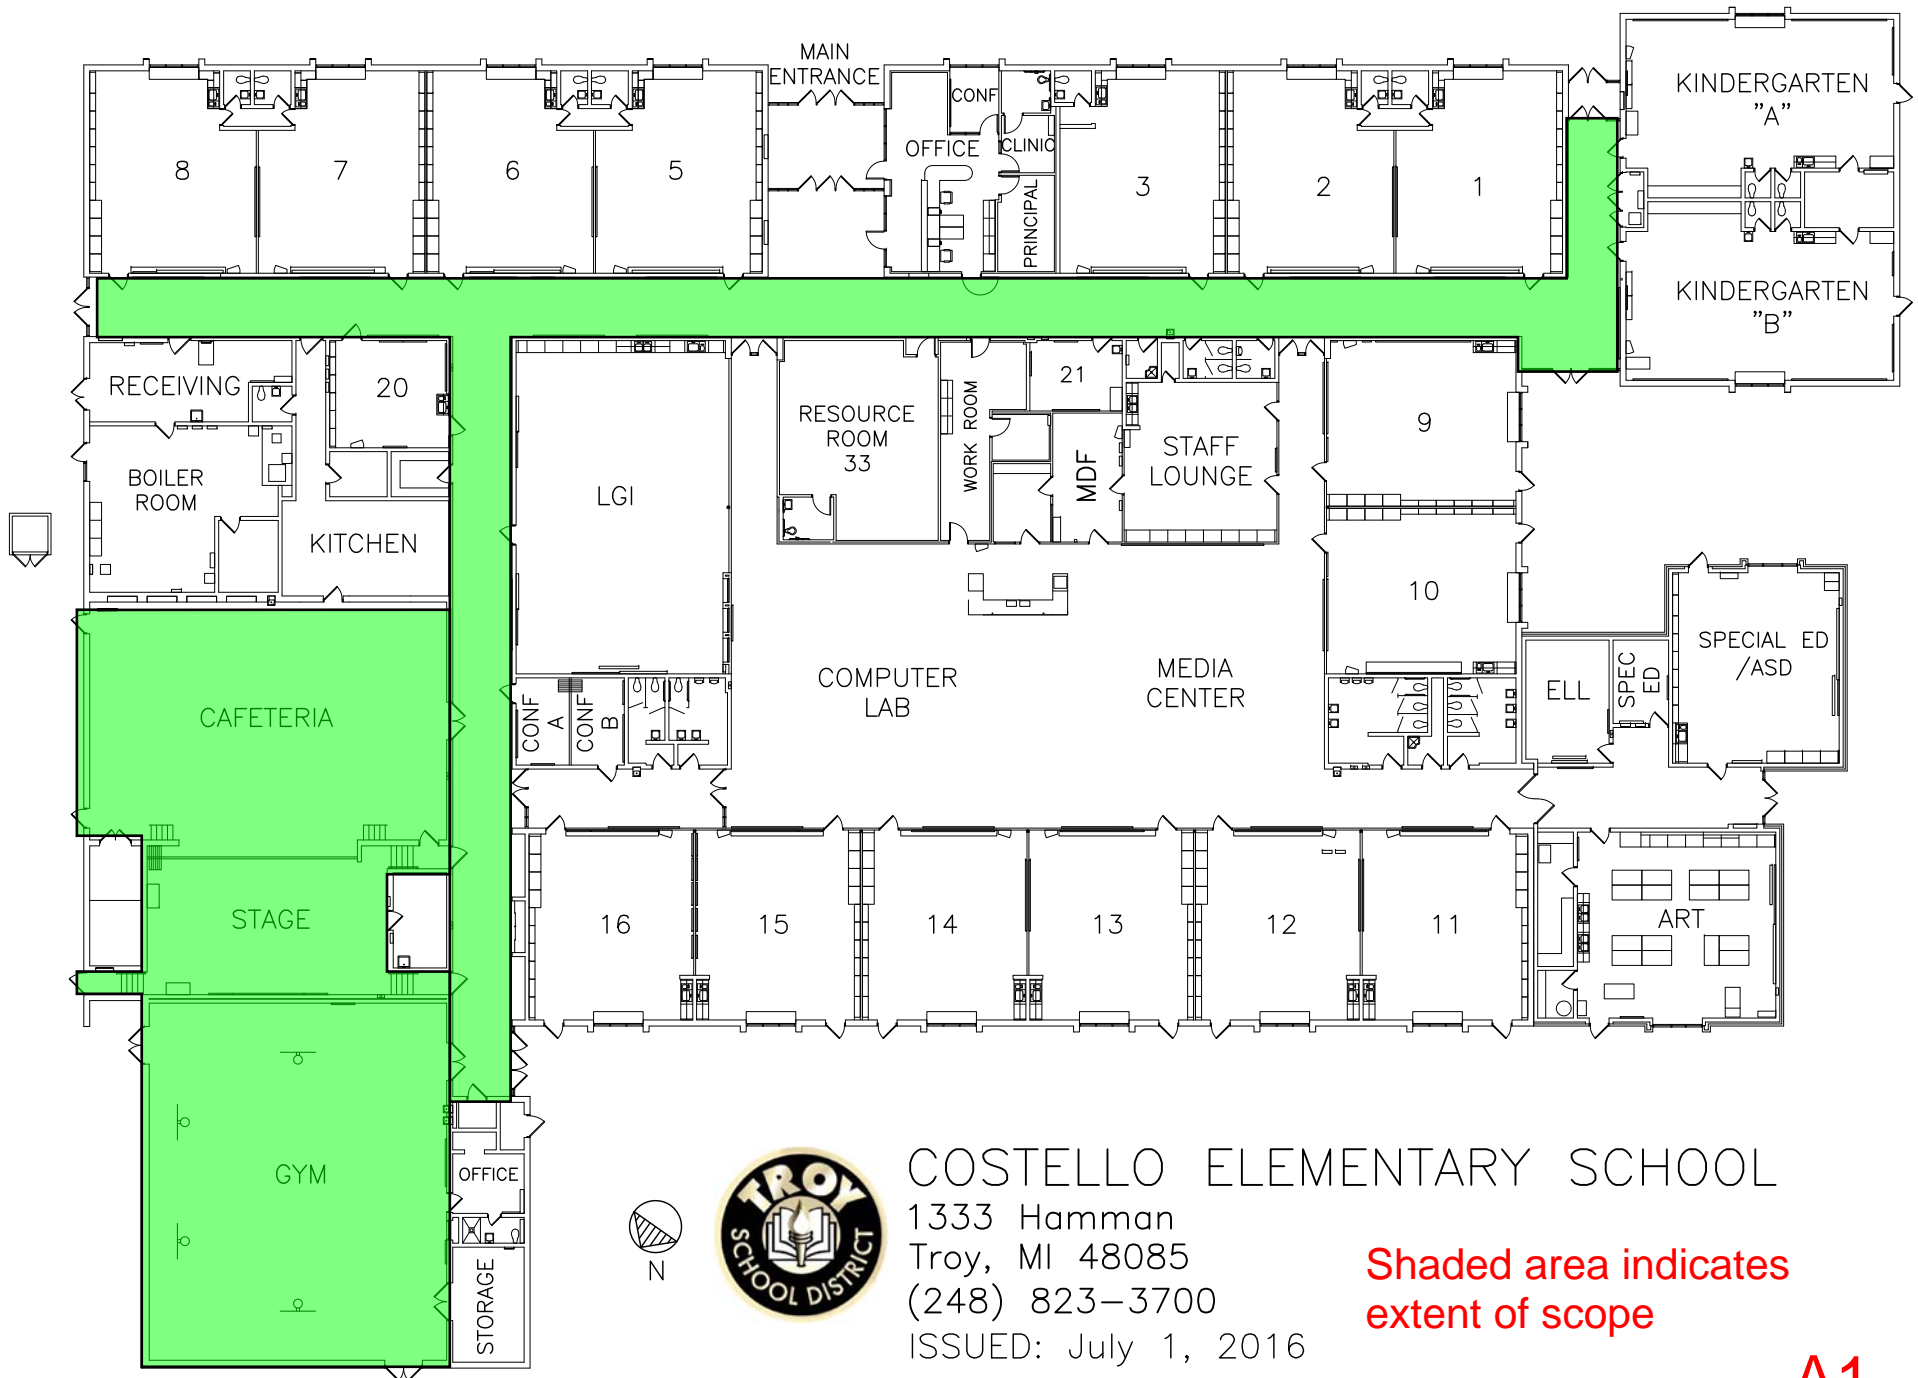 MAIN
ENTRANCE
KINDERGARTEN
"A"
CONF
OFFICE
CLINIC
PRINCIPAL
8
7
6
5
3
2
1
KINDERGARTEN
"B"
RECEIVING
20
RESOURCE
ROOM
33
WORK ROOM
21
MDF
STAFF
LOUNGE
9
BOILER
ROOM
LGI
KITCHEN
10
SPECIAL ED
/ASD
SPEC
ED
ELL
COMPUTER
LAB
MEDIA
CENTER
CONF
A
CONF
B
CAFETERIA
STAGE
16
15
14
13
12
11
ART
GYM
OFFICE
STORAGE
N
TROY
SCHOOL DISTRICT
COSTELLO ELEMENTARY SCHOOL
1333 Hamman
Troy, MI 48085
(248) 823-3700
ISSUED: July 1, 2016
Shaded area indicates
extent of scope
A1